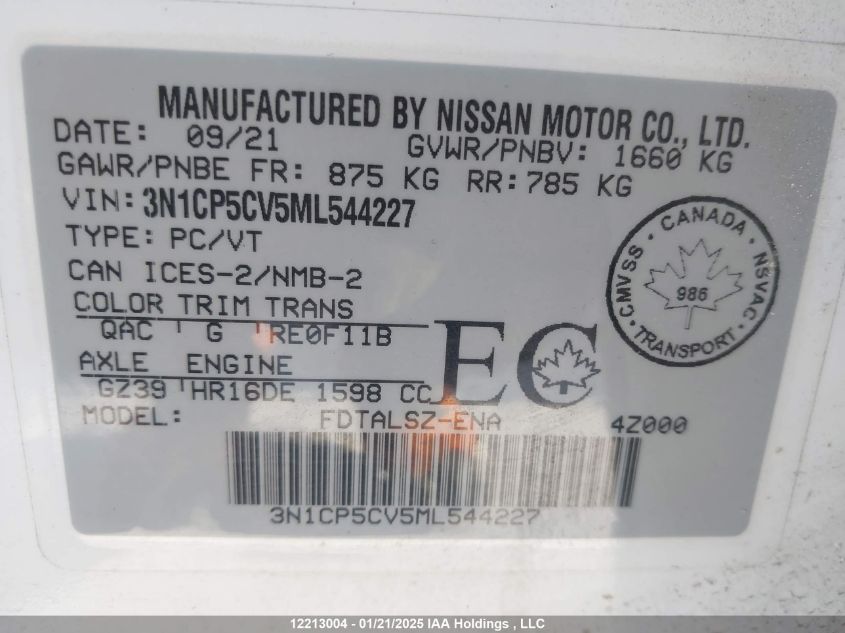 MANUFACTURED BY NISSAN MOTOR CO., LTD.
DATE: 09/21 GVWR/PNBV: 1660 KG
GAWR/PNBE FR: 875 KG RR: 785 KG
VIN: 3N1CP5CV5ML544227
TYPE: PC/VT
CAN ICES-2/NMB-2
COLOR TRIM TRANS
QAC G RE0F11B
AXLE ENGINE
GZ39 HR16DE 1598 CC
MODEL: FDTALSZ-ENA 4Z000
3N1CP5CV5ML544227
EC
CANADA
CMVSS 986 NSVAC
TRANSPORT
12213004 - 01/21/2025 IAA Holdings , LLC